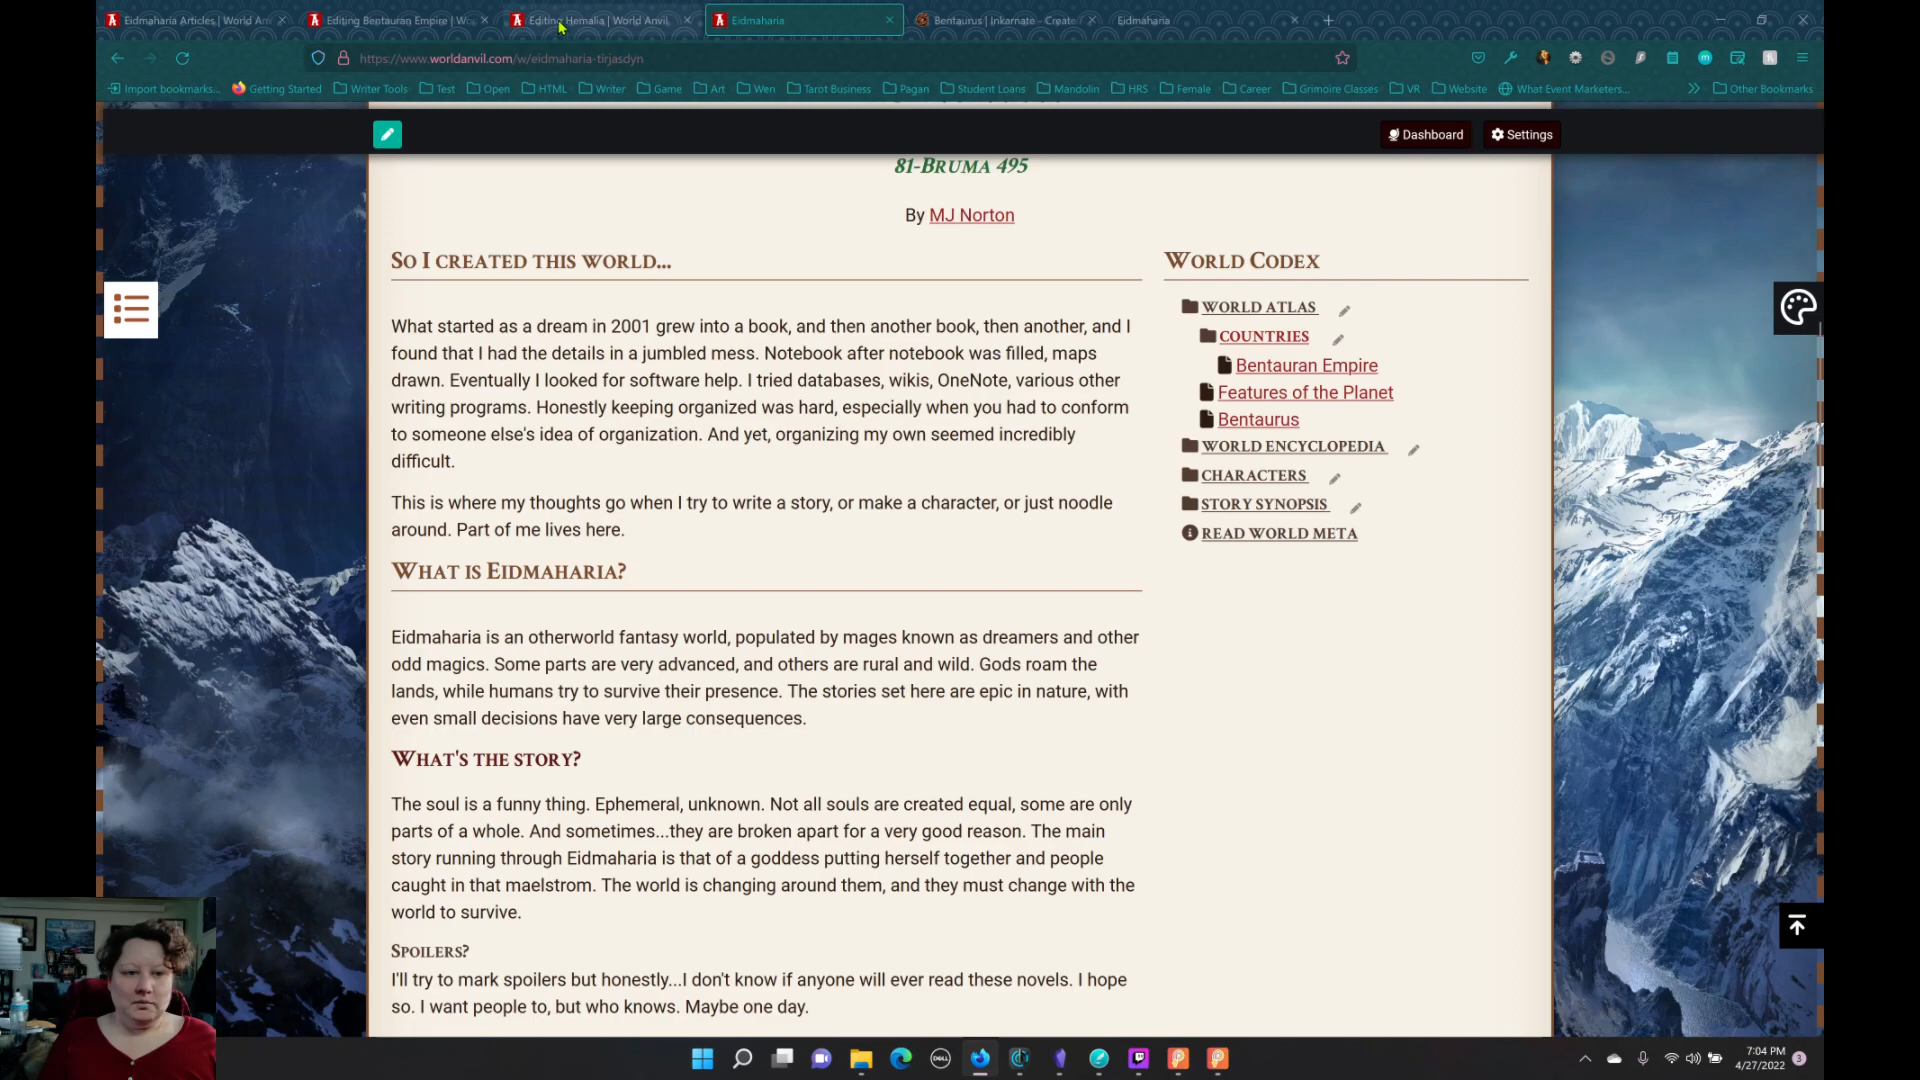 Eidmaharia Articles | World An
Editing Bentauran Empire | Wo
Editing Hemalia | World Anvil
Eidmaharia
Bentaurus | Inkarnate - Create
Eidmaharia
https://www.worldanvil.com/w/eidmaharia-tirjasdyn
Import bookmarks...
Getting Started
Writer Tools
Test
Open
HTML
Writer
Game
Art
Wen
Tarot Business
Pagan
Student Loans
Mandolin
HRS
Female
Career
Grimoire Classes
VR
Website
What Event Marketers...
Other Bookmarks
Dashboard
Settings
81-Bruma 495
By MJ Norton
So I created this world...
What started as a dream in 2001 grew into a book, and then another book, then another, and I
found that I had the details in a jumbled mess. Notebook after notebook was filled, maps
drawn. Eventually I looked for software help. I tried databases, wikis, OneNote, various other
writing programs. Honestly keeping organized was hard, especially when you had to conform
to someone else's idea of organization. And yet, organizing my own seemed incredibly
difficult.
This is where my thoughts go when I try to write a story, or make a character, or just noodle
around. Part of me lives here.
What is Eidmaharia?
Eidmaharia is an otherworld fantasy world, populated by mages known as dreamers and other
odd magics. Some parts are very advanced, and others are rural and wild. Gods roam the
lands, while humans try to survive their presence. The stories set here are epic in nature, with
even small decisions have very large consequences.
What's the story?
The soul is a funny thing. Ephemeral, unknown. Not all souls are created equal, some are only
parts of a whole. And sometimes...they are broken apart for a very good reason. The main
story running through Eidmaharia is that of a goddess putting herself together and people
caught in that maelstrom. The world is changing around them, and they must change with the
world to survive.
Spoilers?
I'll try to mark spoilers but honestly...I don't know if anyone will ever read these novels. I hope
so. I want people to, but who knows. Maybe one day.
World Codex
WORLD ATLAS
COUNTRIES
Bentauran Empire
Features of the Planet
Bentaurus
WORLD ENCYCLOPEDIA
CHARACTERS
STORY SYNOPSIS
READ WORLD META
DELL
7:04 PM
4/27/2022
3